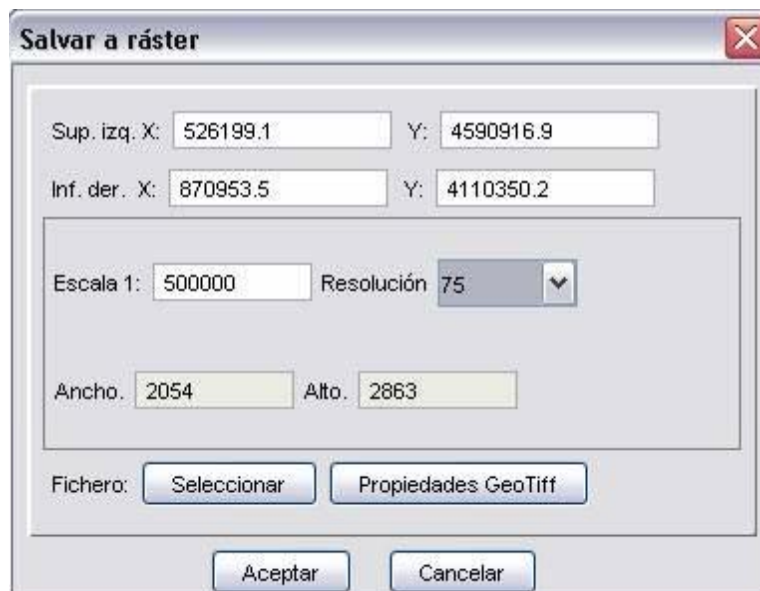 Salvar a ráster
Sup. izq. X: 526199.1 Y: 4590916.9
Inf. der. X: 870953.5 Y: 4110350.2
Escala 1: 500000 Resolución 75
Ancho. 2054 Alto. 2863
Fichero: Seleccionar Propiedades GeoTiff
Aceptar Cancelar